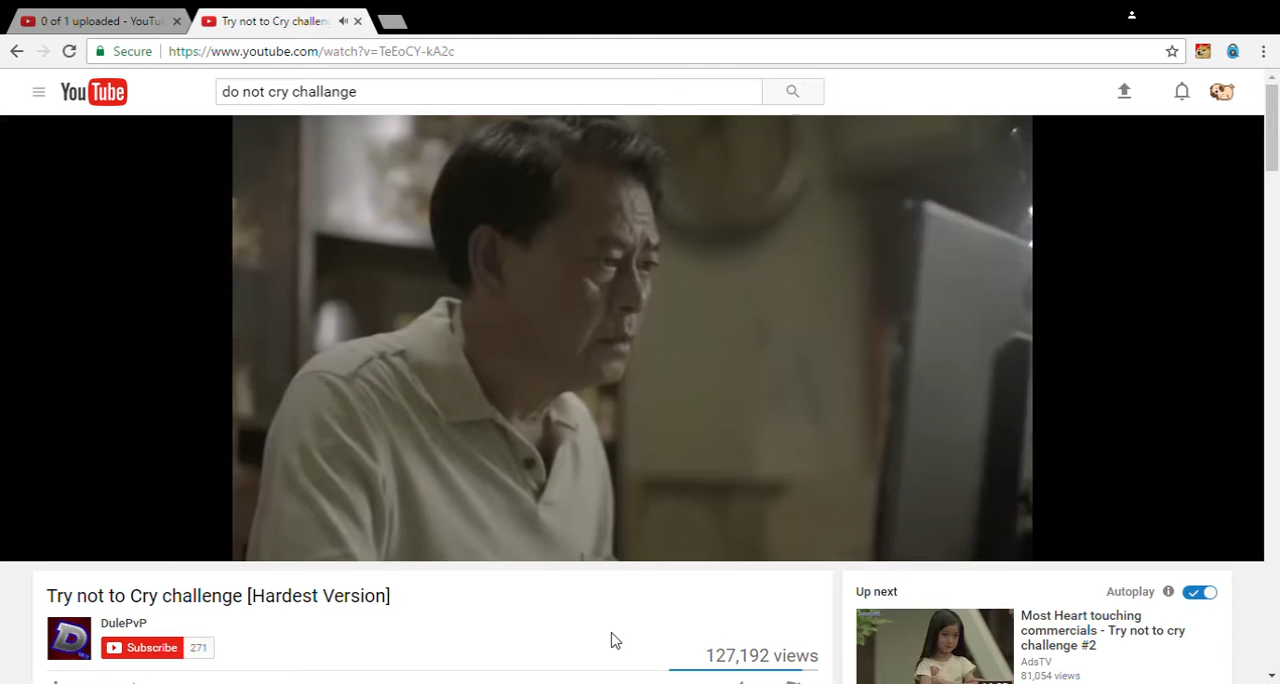 0 of 1 uploaded - YouTu
Try not to Cry challen
Secure
https://www.youtube.com/watch?v=TeEoCY-kA2c
YouTube
do not cry challange
Try not to Cry challenge [Hardest Version]
DulePvP
Subscribe 271
127,192 views
Up next
Autoplay
Most Heart touching
commercials - Try not to cry
challenge #2
AdsTV
81,054 views